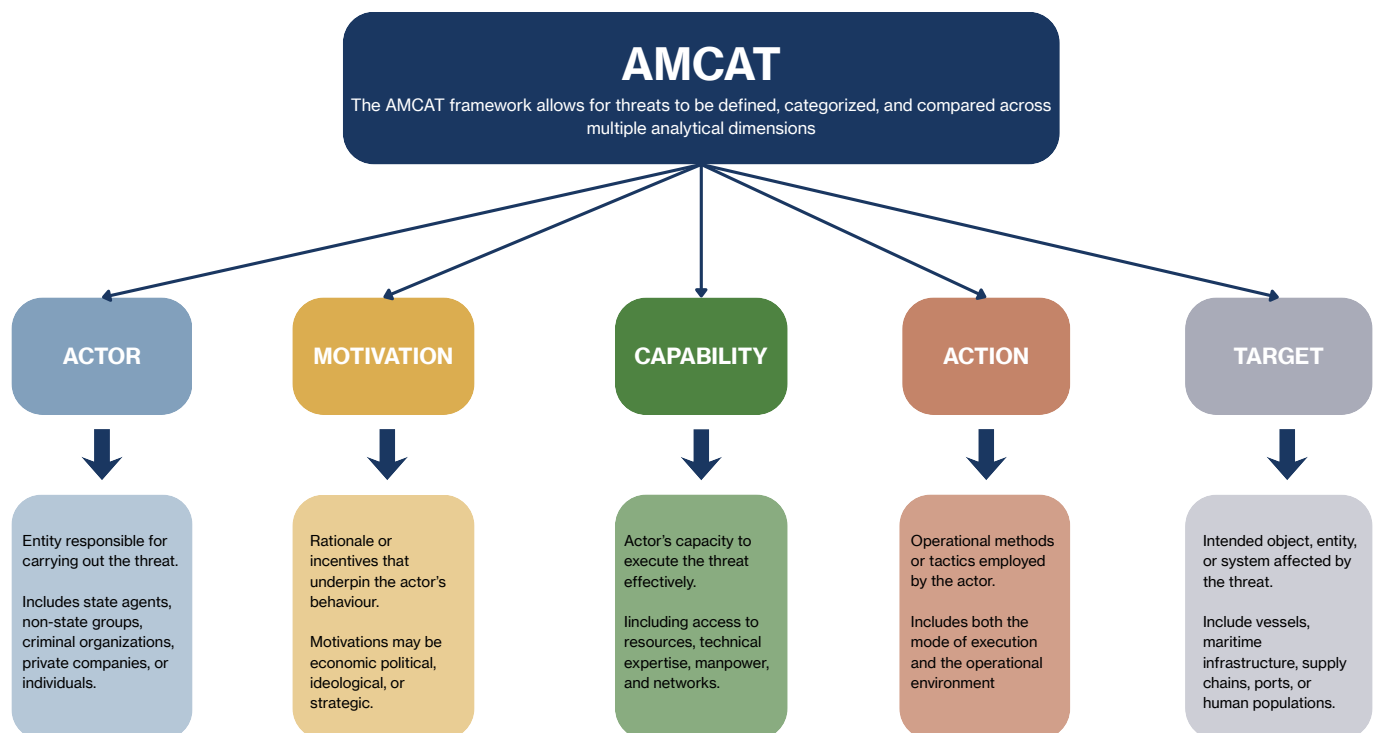 AMCAT
The AMCAT framework allows for threats to be defined, categorized, and compared across
multiple analytical dimensions
ACTOR
MOTIVATION
CAPABILITY
ACTION
TARGET
Entity responsible for
carrying out the threat.
Includes state agents,
non-state groups,
criminal organizations,
private companies, or
individuals.
Rationale or
incentives that
underpin the actor's
behaviour.
Motivations may be
economic political,
ideological, or
strategic.
Actor's capacity to
execute the threat
effectively.
Iincluding access to
resources, technical
expertise, manpower,
and networks.
Operational methods
or tactics employed
by the actor.
Includes both the
mode of execution
and the operational
environment
Intended object, entity,
or system affected by
the threat.
Include vessels,
maritime
infrastructure, supply
chains, ports, or
human populations.